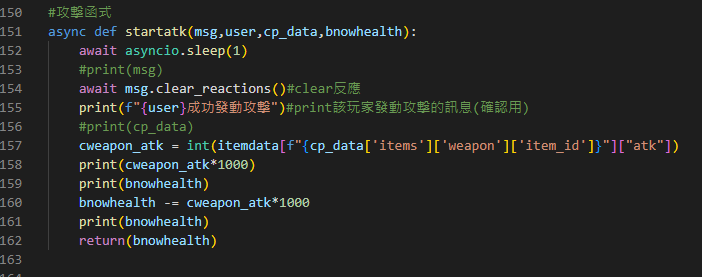 150 #攻擊函式
151 async def startatk(msg,user,cp_data,bnowhealth):
152     await asyncio.sleep(1)
153     #print(msg)
154     await msg.clear_reactions()#clear反應
155     print(f"{user}成功發動攻擊")#print該玩家發動攻擊的訊息(確認用)
156     #print(cp_data)
157     cweapon_atk = int(itemdata[f"{cp_data['items']['weapon']['item_id']}"]["atk"])
158     print(cweapon_atk*1000)
159     print(bnowhealth)
160     bnowhealth -= cweapon_atk*1000
161     print(bnowhealth)
162     return(bnowhealth)
163